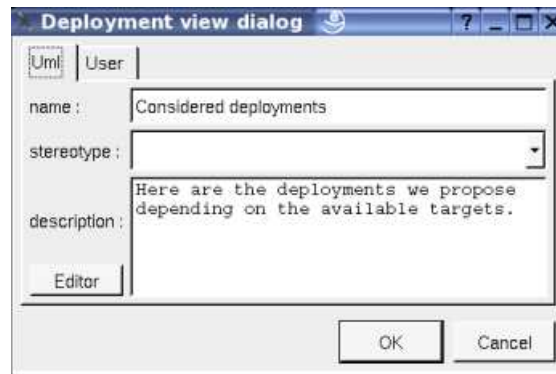 Deployment view dialog
?
Uml User
name : Considered deployments
stereotype :
description : Here are the deployments we propose
depending on the available targets.
Editor
OK Cancel